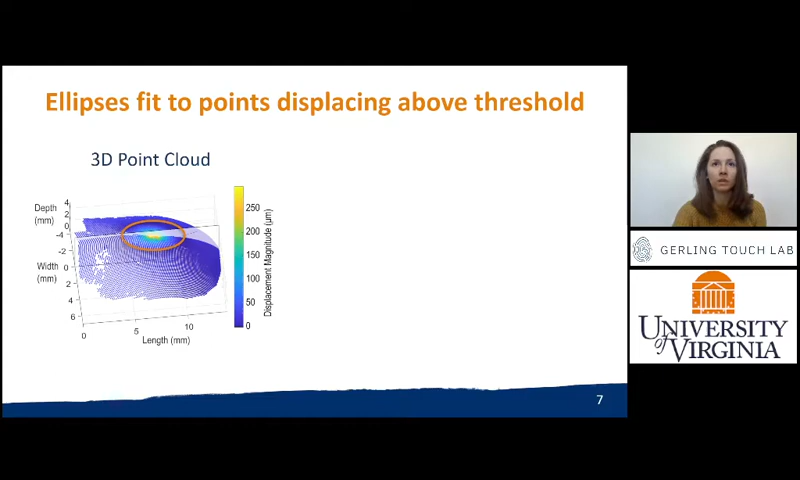 Ellipses fit to points displacing above threshold
3D Point Cloud
Depth
(mm)
4
2
0
-4
-2
Width
0
(mm)
2
4
6
0
5
10
Length (mm)
250
200
150
100
50
0
Displacement Magnitude (μm)
7
GERLING TOUCH LAB
UNIVERSITY
of VIRGINIA